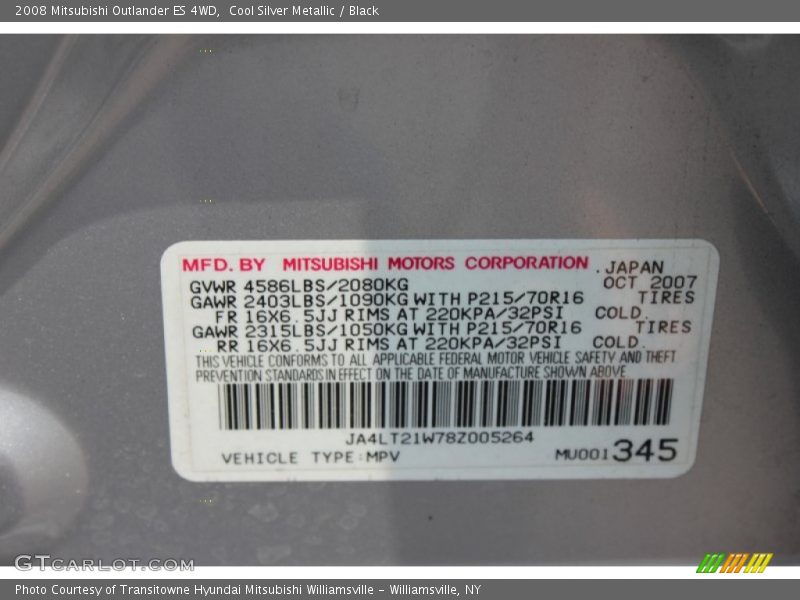 2008 Mitsubishi Outlander ES 4WD,  Cool Silver Metallic / Black
MFD. BY MITSUBISHI MOTORS CORPORATION . JAPAN
GVWR 4586LBS/2080KG OCT 2007
GAWR 2403LBS/1090KG WITH P215/70R16 TIRES
FR 16X6.5JJ RIMS AT 220KPA/32PSI COLD.
GAWR 2315LBS/1050KG WITH P215/70R16 TIRES
RR 16X6.5JJ RIMS AT 220KPA/32PSI COLD.
THIS VEHICLE CONFORMS TO ALL APPLICABLE FEDERAL MOTOR VEHICLE SAFETY AND THEFT
PREVENTION STANDARDS IN EFFECT ON THE DATE OF MANUFACTURE SHOWN ABOVE
JA4LT21W78Z005264
VEHICLE TYPE:MPV MU001345
GTCARLOT.COM
Photo Courtesy of Transitowne Hyundai Mitsubishi Williamsville - Williamsville, NY